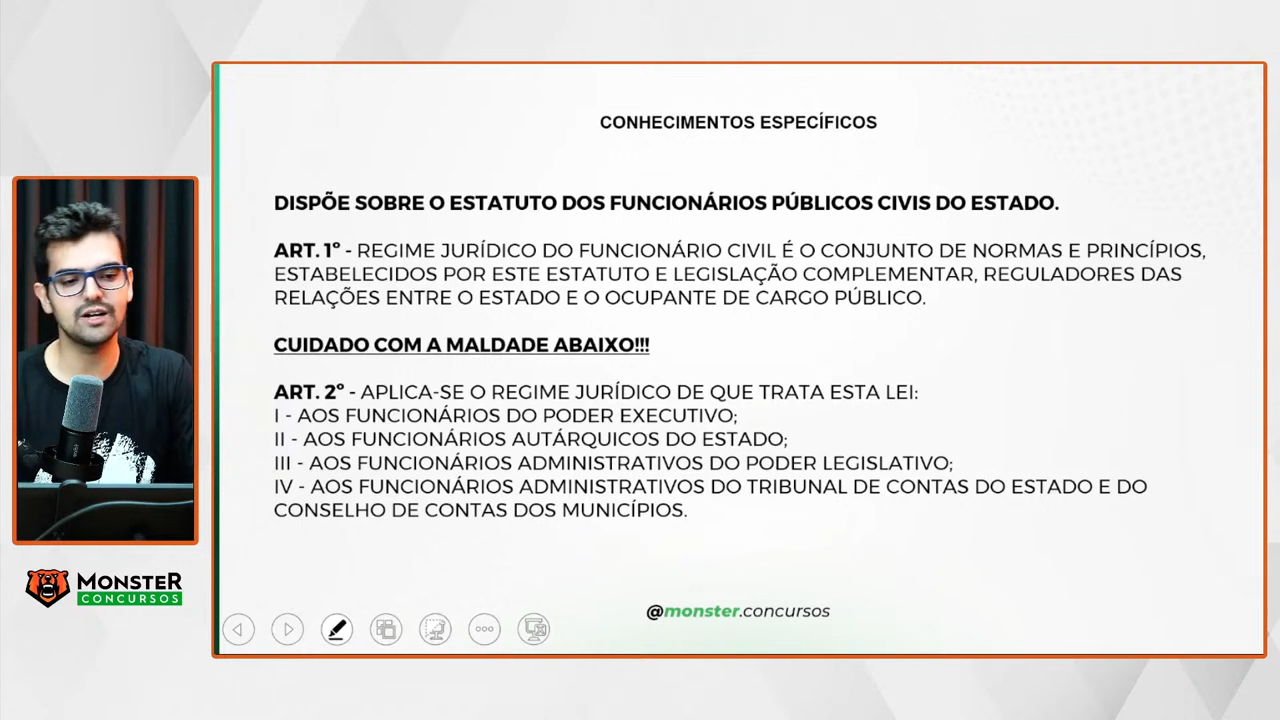 CONHECIMENTOS ESPECÍFICOS
DISPÕE SOBRE O ESTATUTO DOS FUNCIONÁRIOS PÚBLICOS CIVIS DO ESTADO.
ART. 1º - REGIME JURÍDICO DO FUNCIONÁRIO CIVIL É O CONJUNTO DE NORMAS E PRINCÍPIOS,
ESTABELECIDOS POR ESTE ESTATUTO E LEGISLAÇÃO COMPLEMENTAR, REGULADORES DAS
RELAÇÕES ENTRE O ESTADO E O OCUPANTE DE CARGO PÚBLICO.
CUIDADO COM A MALDADE ABAIXO!!!
ART. 2º - APLICA-SE O REGIME JURÍDICO DE QUE TRATA ESTA LEI:
I - AOS FUNCIONÁRIOS DO PODER EXECUTIVO;
II - AOS FUNCIONÁRIOS AUTÁRQUICOS DO ESTADO;
III - AOS FUNCIONÁRIOS ADMINISTRATIVOS DO PODER LEGISLATIVO;
IV - AOS FUNCIONÁRIOS ADMINISTRATIVOS DO TRIBUNAL DE CONTAS DO ESTADO E DO
CONSELHO DE CONTAS DOS MUNICÍPIOS.
MONSTER
CONCURSOS
@monster.concursos